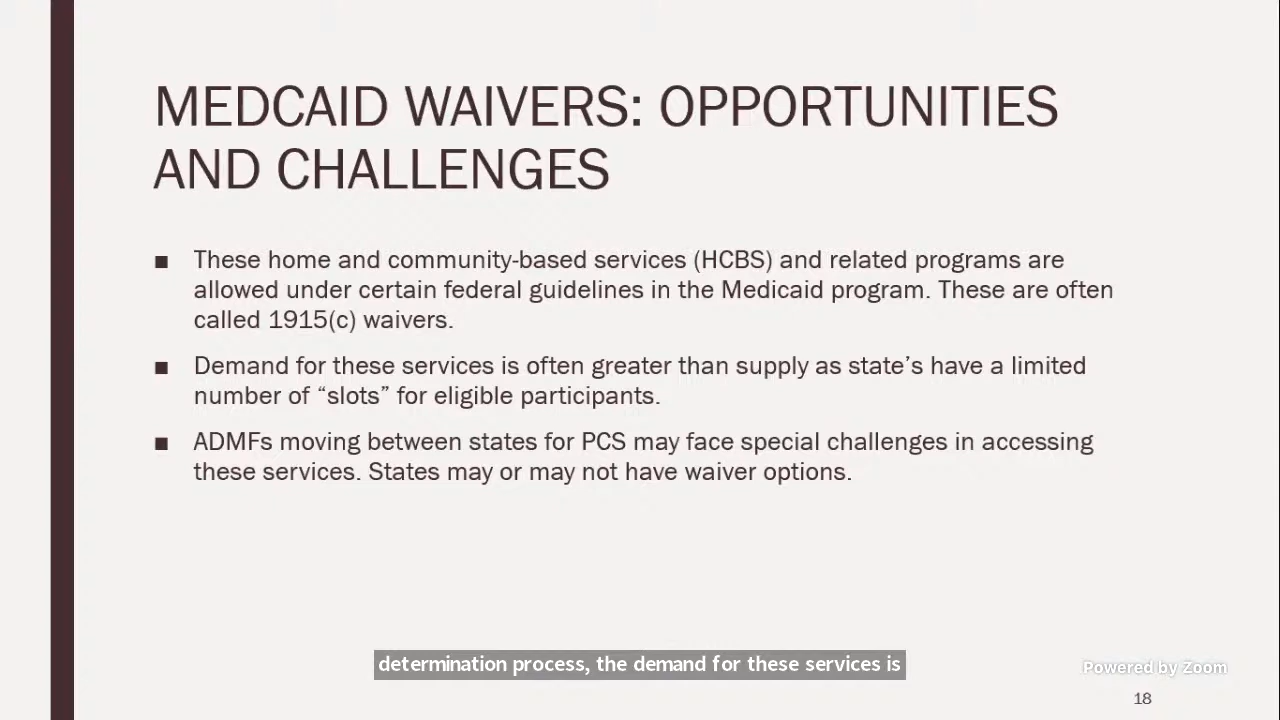 MEDCAID WAIVERS: OPPORTUNITIES
AND CHALLENGES
■ These home and community-based services (HCBS) and related programs are
allowed under certain federal guidelines in the Medicaid program. These are often
called 1915(c) waivers.
■ Demand for these services is often greater than supply as state’s have a limited
number of “slots” for eligible participants.
■ ADMFs moving between states for PCS may face special challenges in accessing
these services. States may or may not have waiver options.
determination process, the demand for these services is
Powered by Zoom
18